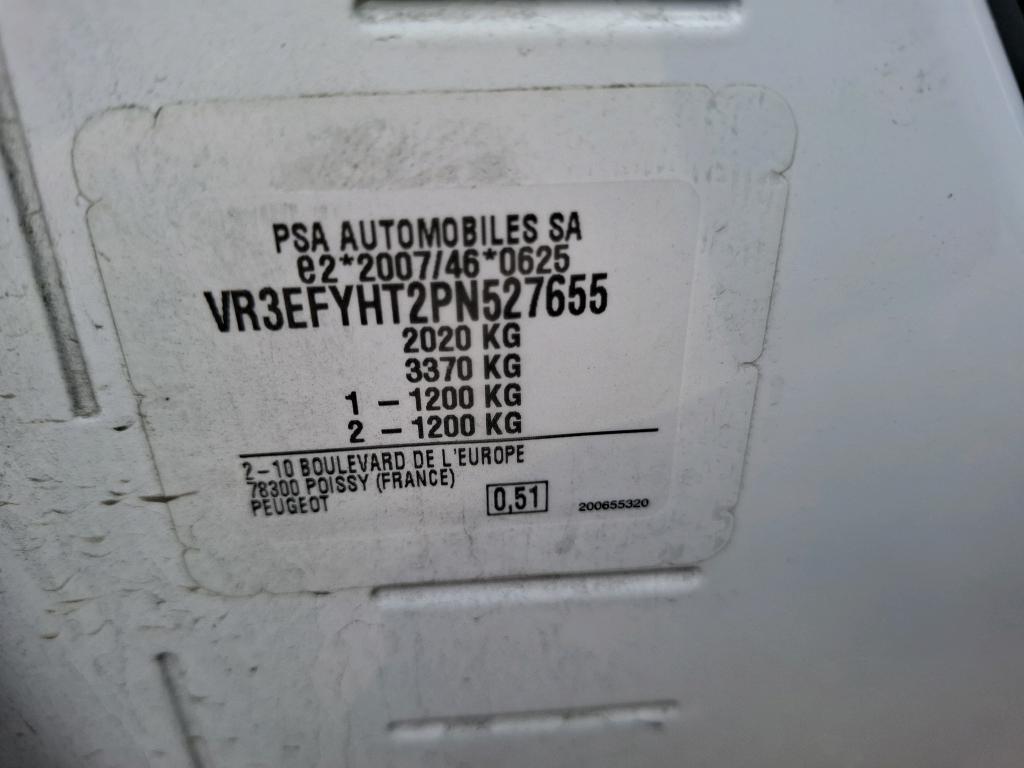 PSA AUTOMOBILES SA
e2*2007/46*0625
VR3EFYHT2PN527655
2020 KG
3370 KG
1 – 1200 KG
2 – 1200 KG
2–10 BOULEVARD DE L'EUROPE
78300 POISSY (FRANCE)
PEUGEOT
0,51
200655320